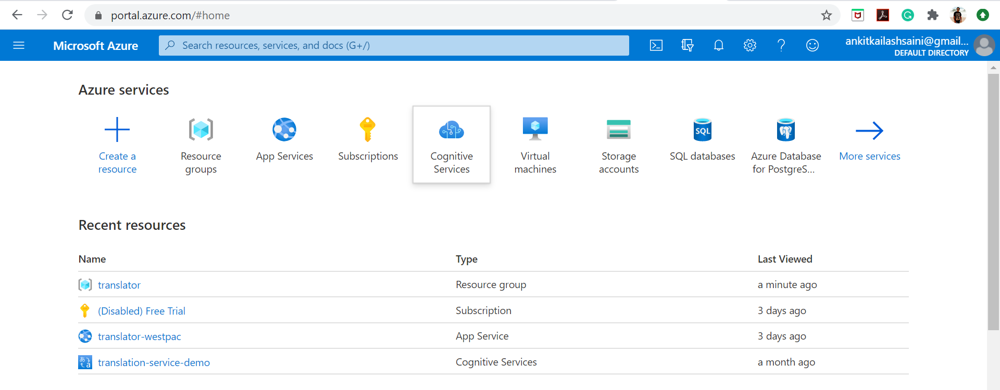 portal.azure.com/#home
Microsoft Azure
Search resources, services, and docs (G+/)
ankitkailashsaini@gmail...
DEFAULT DIRECTORY
Azure services
Create a
resource
Resource
groups
App Services
Subscriptions
Cognitive
Services
Virtual
machines
Storage
accounts
SQL
SQL databases
Azure Database
for PostgreS...
More services
Recent resources
Name Type Last Viewed
translator Resource group a minute ago
(Disabled) Free Trial Subscription 3 days ago
translator-westpac App Service 3 days ago
translation-service-demo Cognitive Services a month ago